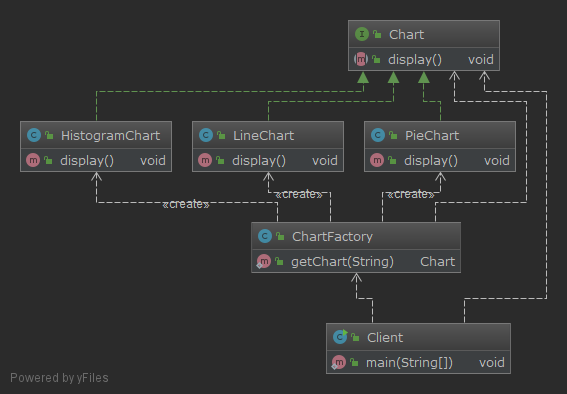 Chart
display() void
HistogramChart LineChart PieChart
display() void display() void display() void
«create» «create» «create»
ChartFactory
getChart(String) Chart
Client
main(String[]) void
Powered by yFiles